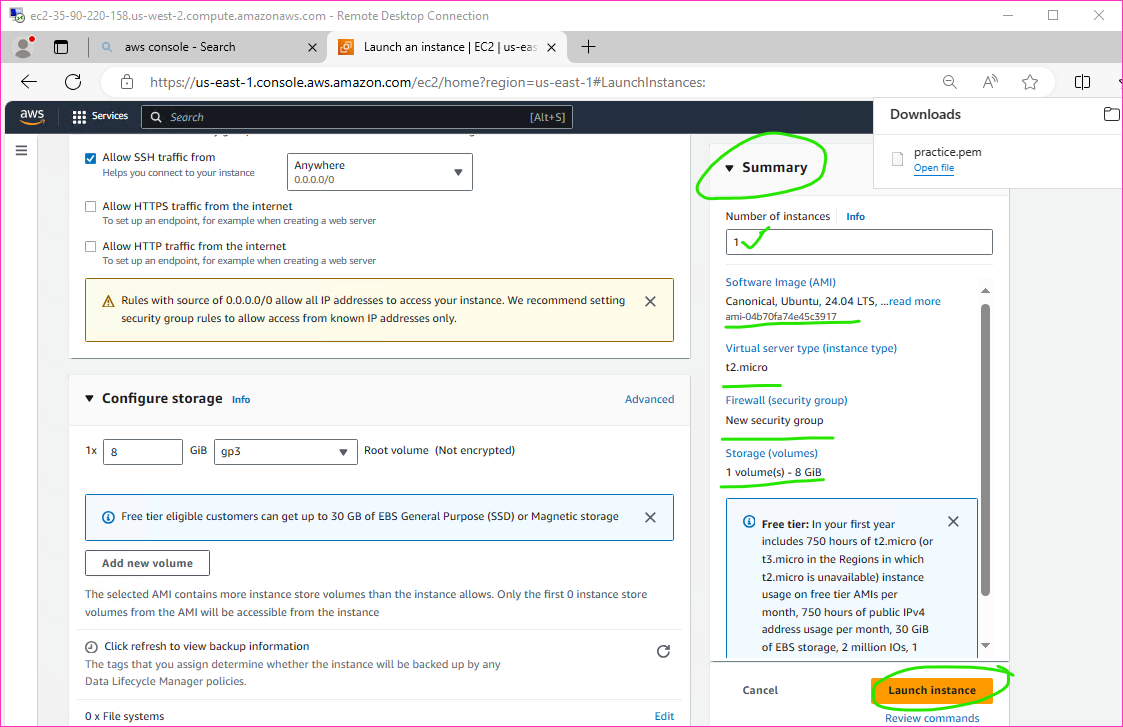 ec2-35-90-220-158.us-west-2.compute.amazonaws.com - Remote Desktop Connection
aws console - Search
Launch an instance | EC2 | us-eas
https://us-east-1.console.aws.amazon.com/ec2/home?region=us-east-1#LaunchInstances:
aws
Services
Search
[Alt+S]
Downloads
practice.pem
Open file
Allow SSH traffic from
Helps you connect to your instance
Anywhere
0.0.0.0/0
Allow HTTPS traffic from the internet
To set up an endpoint, for example when creating a web server
Allow HTTP traffic from the internet
To set up an endpoint, for example when creating a web server
Rules with source of 0.0.0.0/0 allow all IP addresses to access your instance. We recommend setting
security group rules to allow access from known IP addresses only.
Configure storage Info
Advanced
1x
8
GiB
gp3
Root volume (Not encrypted)
Free tier eligible customers can get up to 30 GB of EBS General Purpose (SSD) or Magnetic storage
Add new volume
The selected AMI contains more instance store volumes than the instance allows. Only the first 0 instance store
volumes from the AMI will be accessible from the instance
Click refresh to view backup information
The tags that you assign determine whether the instance will be backed up by any
Data Lifecycle Manager policies.
0 x File systems
Edit
Summary
Number of instances Info
1
Software Image (AMI)
Canonical, Ubuntu, 24.04 LTS, ...read more
ami-04b70fa74e45c3917
Virtual server type (instance type)
t2.micro
Firewall (security group)
New security group
Storage (volumes)
1 volume(s) - 8 GiB
Free tier: In your first year
includes 750 hours of t2.micro (or
t3.micro in the Regions in which
t2.micro is unavailable) instance
usage on free tier AMIs per
month, 750 hours of public IPv4
address usage per month, 30 GiB
of EBS storage, 2 million IOs, 1
Cancel
Launch instance
Review commands